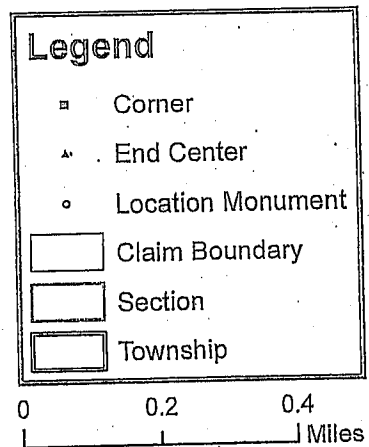 Legend
Corner
End Center
Location Monument
Claim Boundary
Section
Township
0 0.2 0.4
Miles